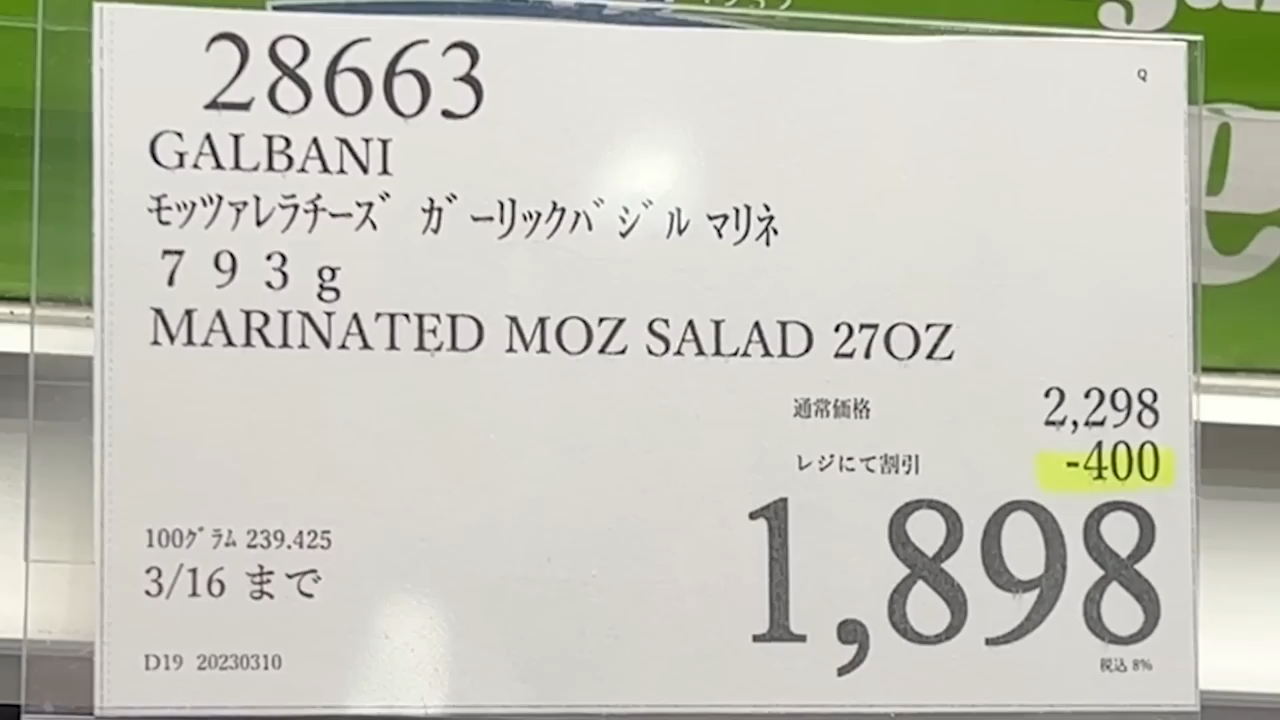 28663
Q
GALBANI
モッツァレラチーズ ガーリックバジル マリネ
793g
MARINATED MOZ SALAD 27OZ
通常価格 2,298
レジにて割引 -400
1,898
100グラム 239.425
3/16 まで
税込 8%
D19 20230310